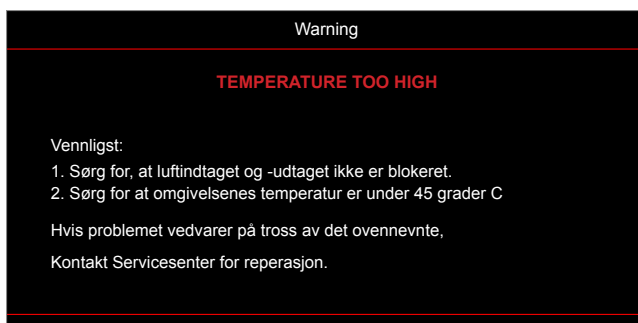 Warning
TEMPERATURE TOO HIGH
Vennligst:
1. Sørg for, at luftindtaget og -udtaget ikke er blokeret.
2. Sørg for at omgivelsenes temperatur er under 45 grader C
Hvis problemet vedvarer på tross av det ovennevnte,
Kontakt Servicesenter for reperasjon.